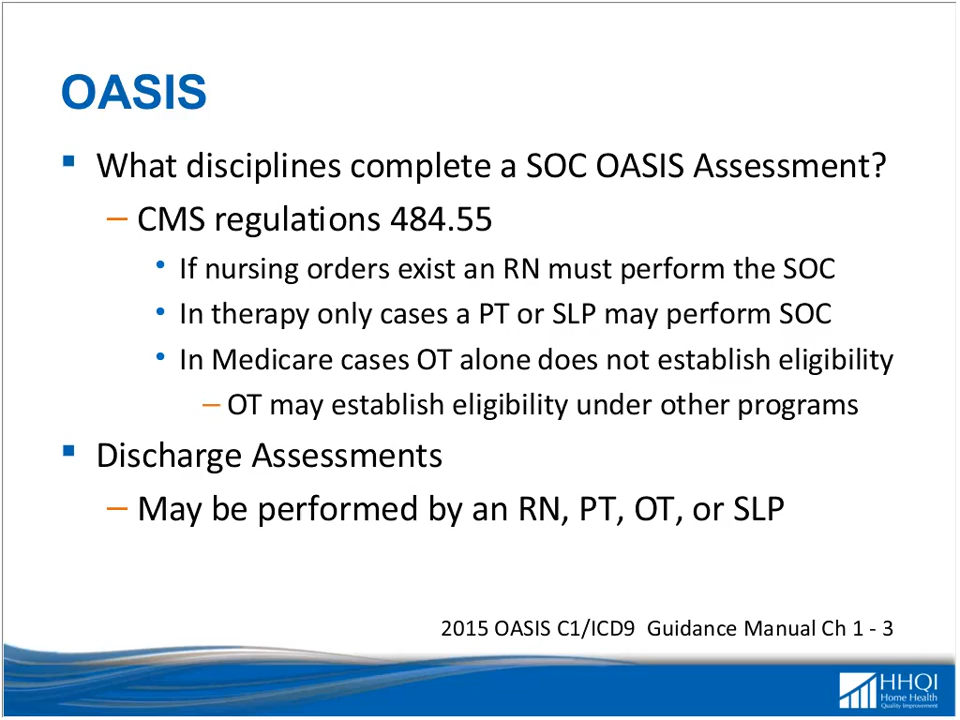 OASIS
▪ What disciplines complete a SOC OASIS Assessment?
– CMS regulations 484.55
• If nursing orders exist an RN must perform the SOC
• In therapy only cases a PT or SLP may perform SOC
• In Medicare cases OT alone does not establish eligibility
– OT may establish eligibility under other programs
▪ Discharge Assessments
– May be performed by an RN, PT, OT, or SLP
2015 OASIS C1/ICD9 Guidance Manual Ch 1 - 3
HHQI
Home Health
Quality Improvement